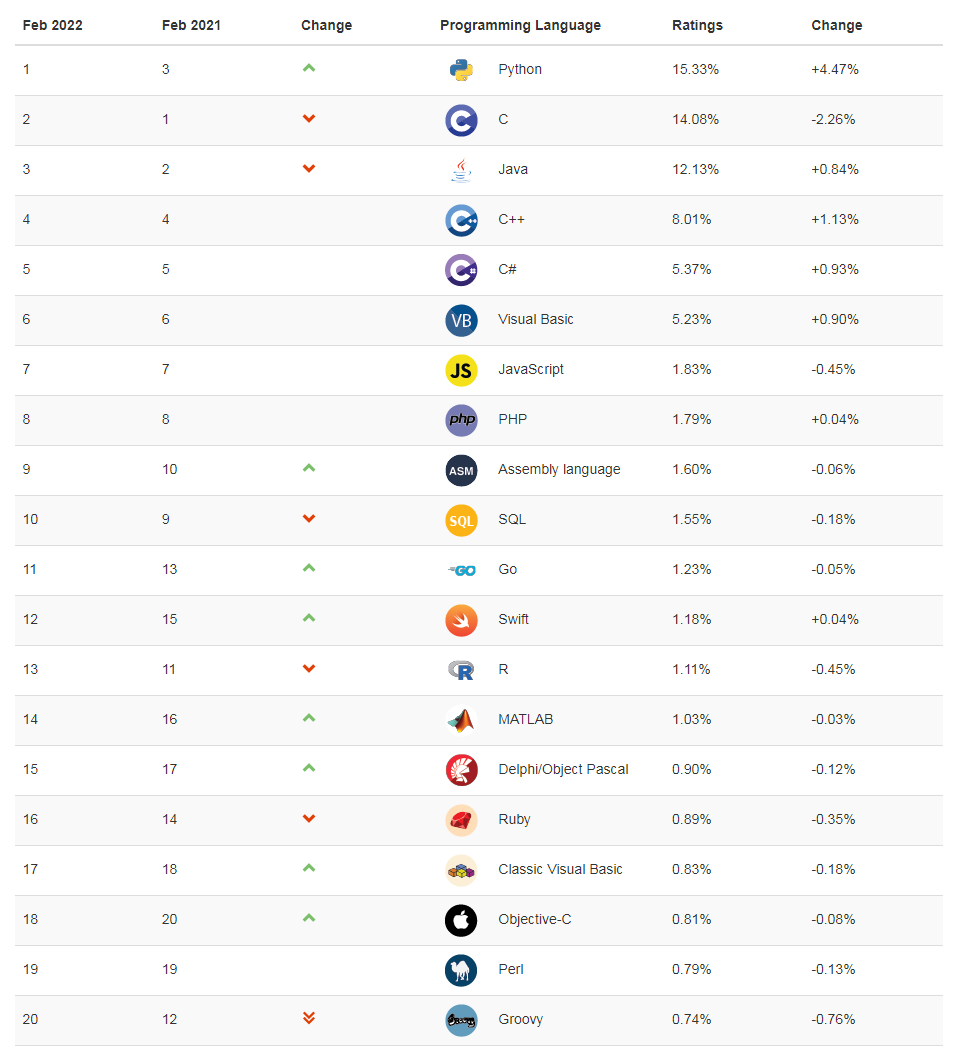 Feb 2022 Feb 2021 Change Programming Language Ratings Change
1 3 Python 15.33% +4.47%
2 1 C C 14.08% -2.26%
3 2 Java 12.13% +0.84%
4 4 C++ C++ 8.01% +1.13%
5 5 C# C# 5.37% +0.93%
6 6 VB Visual Basic 5.23% +0.90%
7 7 JS JavaScript 1.83% -0.45%
8 8 php PHP 1.79% +0.04%
9 10 ASM Assembly language 1.60% -0.06%
10 9 SQL SQL 1.55% -0.18%
11 13 GO Go 1.23% -0.05%
12 15 Swift 1.18% +0.04%
13 11 R R 1.11% -0.45%
14 16 MATLAB 1.03% -0.03%
15 17 Delphi/Object Pascal 0.90% -0.12%
16 14 Ruby 0.89% -0.35%
17 18 Classic Visual Basic 0.83% -0.18%
18 20 Objective-C 0.81% -0.08%
19 19 Perl 0.79% -0.13%
20 12 Groovy 0.74% -0.76%